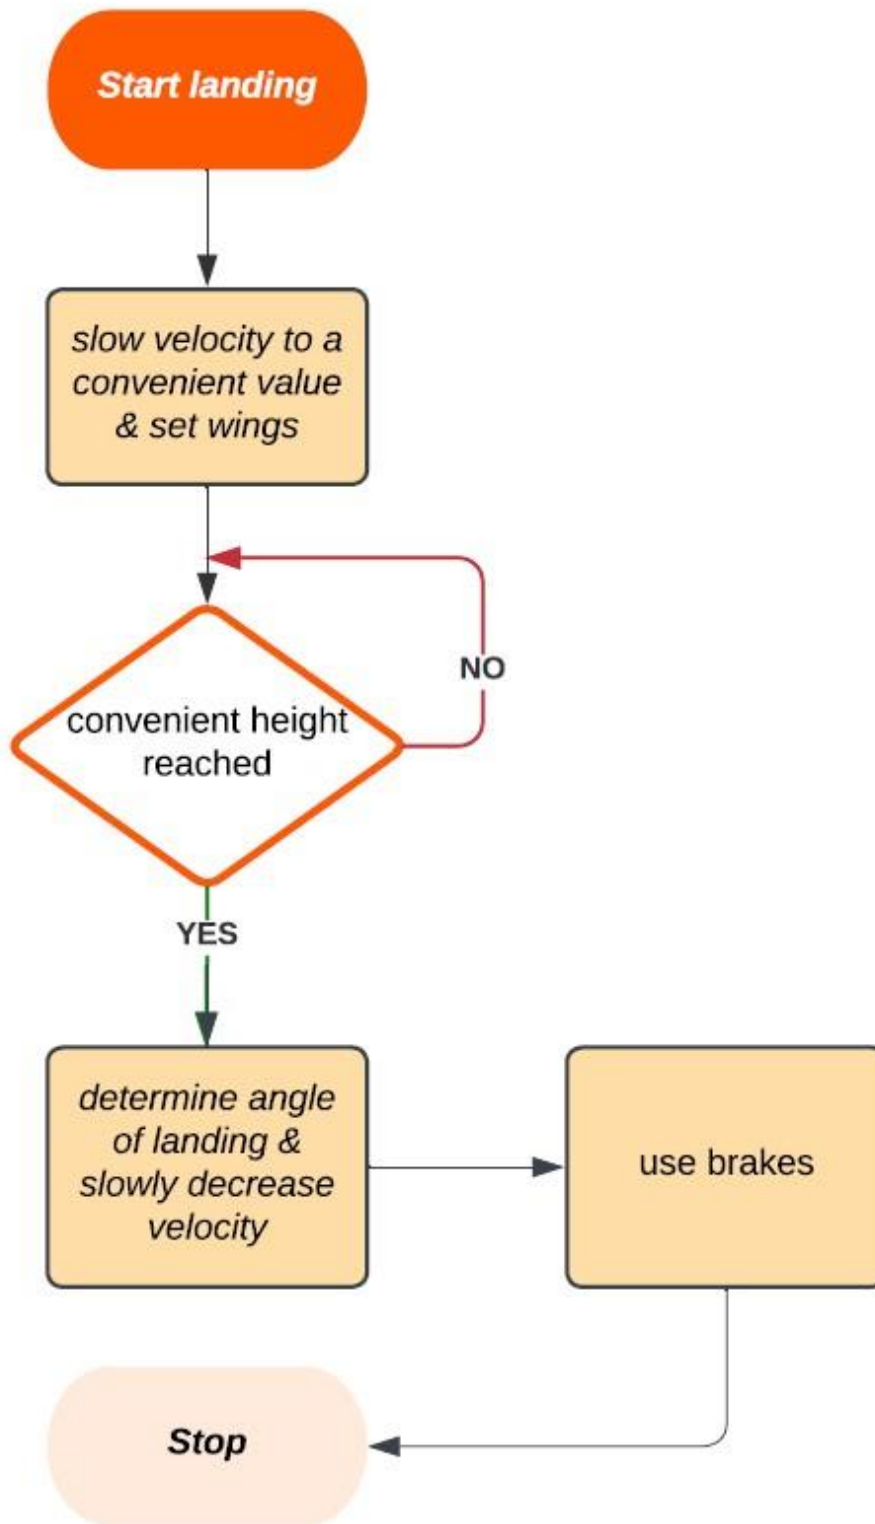 Start landing
slow velocity to a
convenient value
& set wings
NO
convenient height
reached
YES
determine angle
of landing &
slowly decrease
velocity
use brakes
Stop